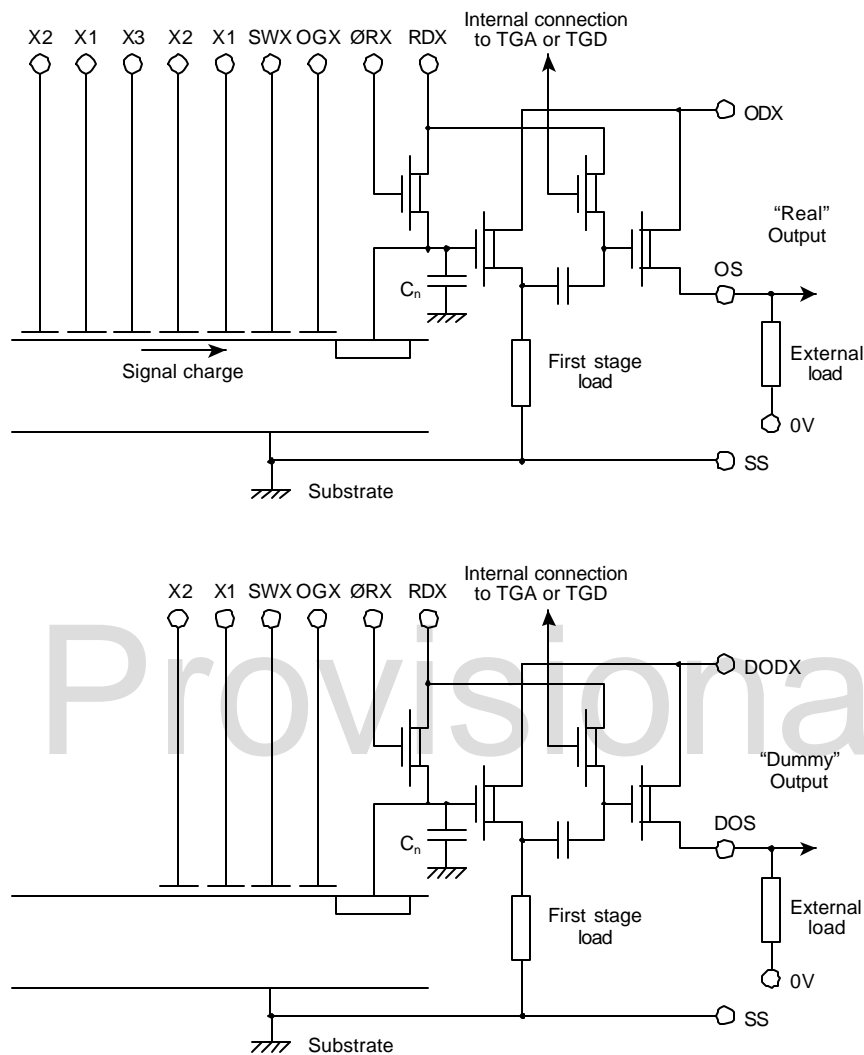 Internal connection
to TGA or TGD
X2 X1 X3 X2 X1 SWX OGX ØRX RDX
ODX
“Real”
Output
OS
Cn
Signal charge
First stage
load
External
load
0V
SS
Substrate
Internal connection
to TGA or TGD
X2 X1 SWX OGX ØRX RDX
Provisiona
DODX
“Dummy”
Output
DOS
Cn
First stage
load
External
load
0V
SS
Substrate